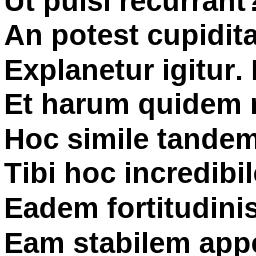 Ut pulsi recurrant?
An potest cupidita
Explanetur igitur.
Et harum quidem
Hoc simile tandem
Tibi hoc incredibil
Eadem fortitudinis
Eam stabilem appe